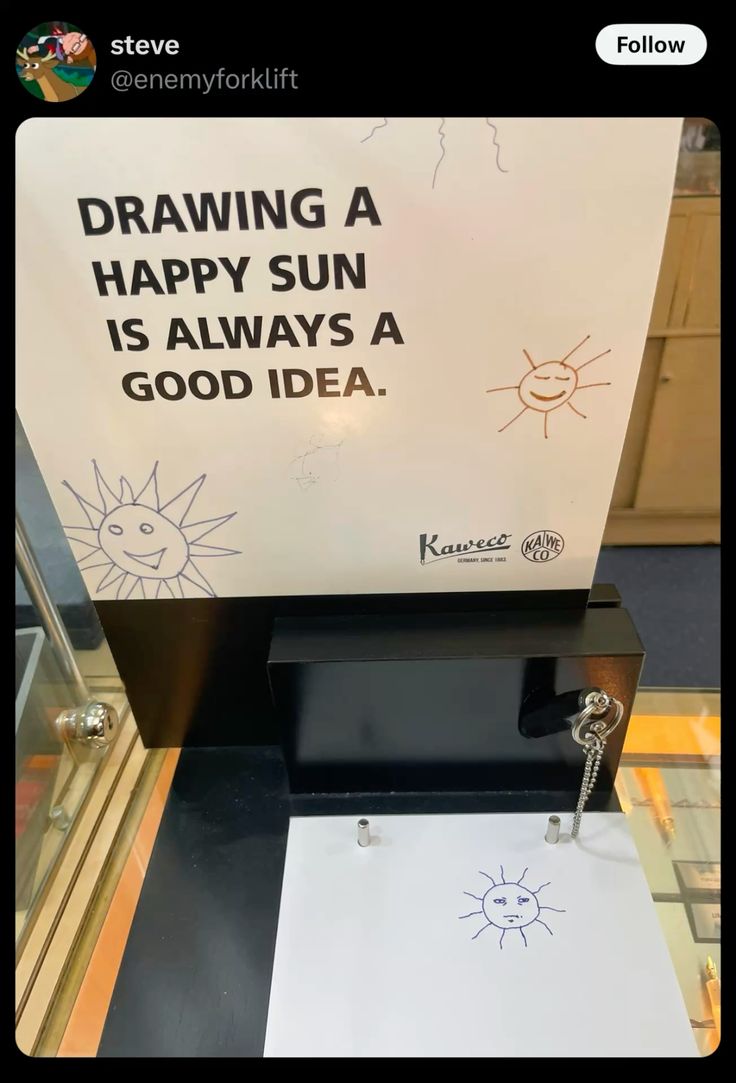 steve
Follow
@enemyforklift
DRAWING A
HAPPY SUN
IS ALWAYS A
GOOD IDEA.
Kaweco
GERMANY, SINCE 1883
KAWE
CO